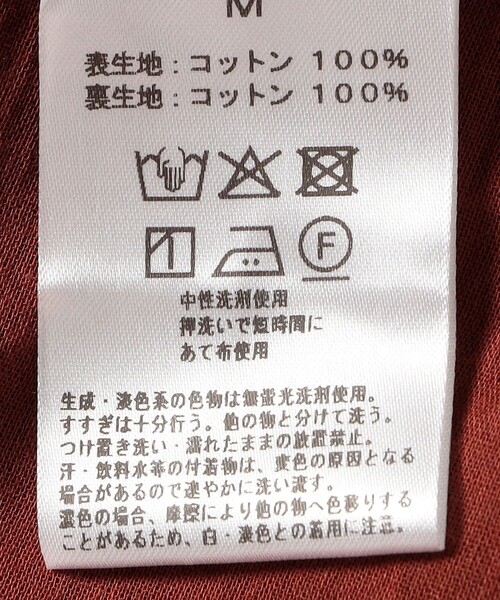 M
表生地：コットン 100%
裏生地：コットン 100%
F
中性洗剤使用
押洗いで短時間に
あて布使用
生成・淡色系の色物は無蛍光洗剤使用。
すすぎは十分行う。他の物と分けて洗う。
つけ置き洗い・濡れたままの放置禁止。
汗・飲料水等の付着物は、変色の原因となる
場合があるので速やかに洗い流す。
濃色の場合、摩擦により他の物へ色移りする
ことがあるため、白・淡色との着用に注意。